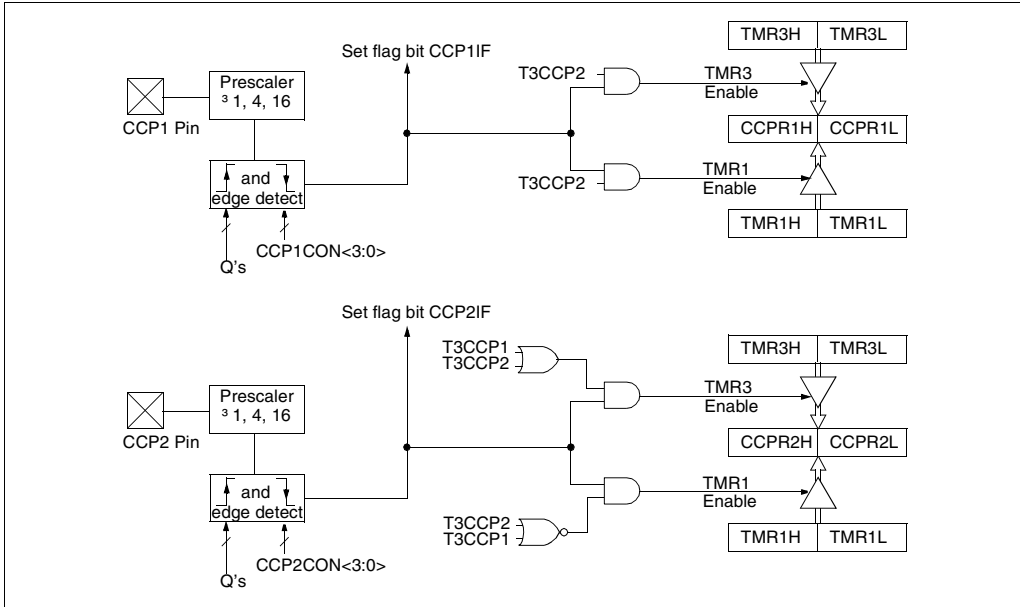 Set flag bit CCP1IF
TMR3H TMR3L
Prescaler
³ 1, 4, 16
CCP1 Pin
T3CCP2
TMR3
Enable
CCPR1H CCPR1L
and
edge detect
T3CCP2
TMR1
Enable
TMR1H TMR1L
CCP1CON<3:0>
Q's
Set flag bit CCP2IF
T3CCP1
T3CCP2
TMR3H TMR3L
Prescaler
³ 1, 4, 16
CCP2 Pin
TMR3
Enable
CCPR2H CCPR2L
and
edge detect
TMR1
Enable
T3CCP2
T3CCP1
TMR1H TMR1L
CCP2CON<3:0>
Q's